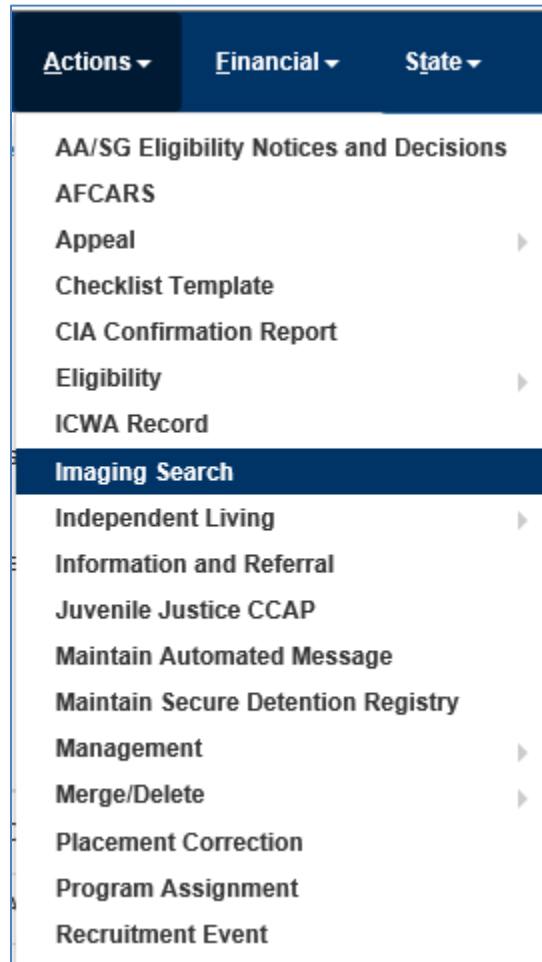 Actions Financial State
AA/SG Eligibility Notices and Decisions
AFCARS
Appeal
Checklist Template
CIA Confirmation Report
Eligibility
ICWA Record
Imaging Search
Independent Living
Information and Referral
Juvenile Justice CCAP
Maintain Automated Message
Maintain Secure Detention Registry
Management
Merge/Delete
Placement Correction
Program Assignment
Recruitment Event